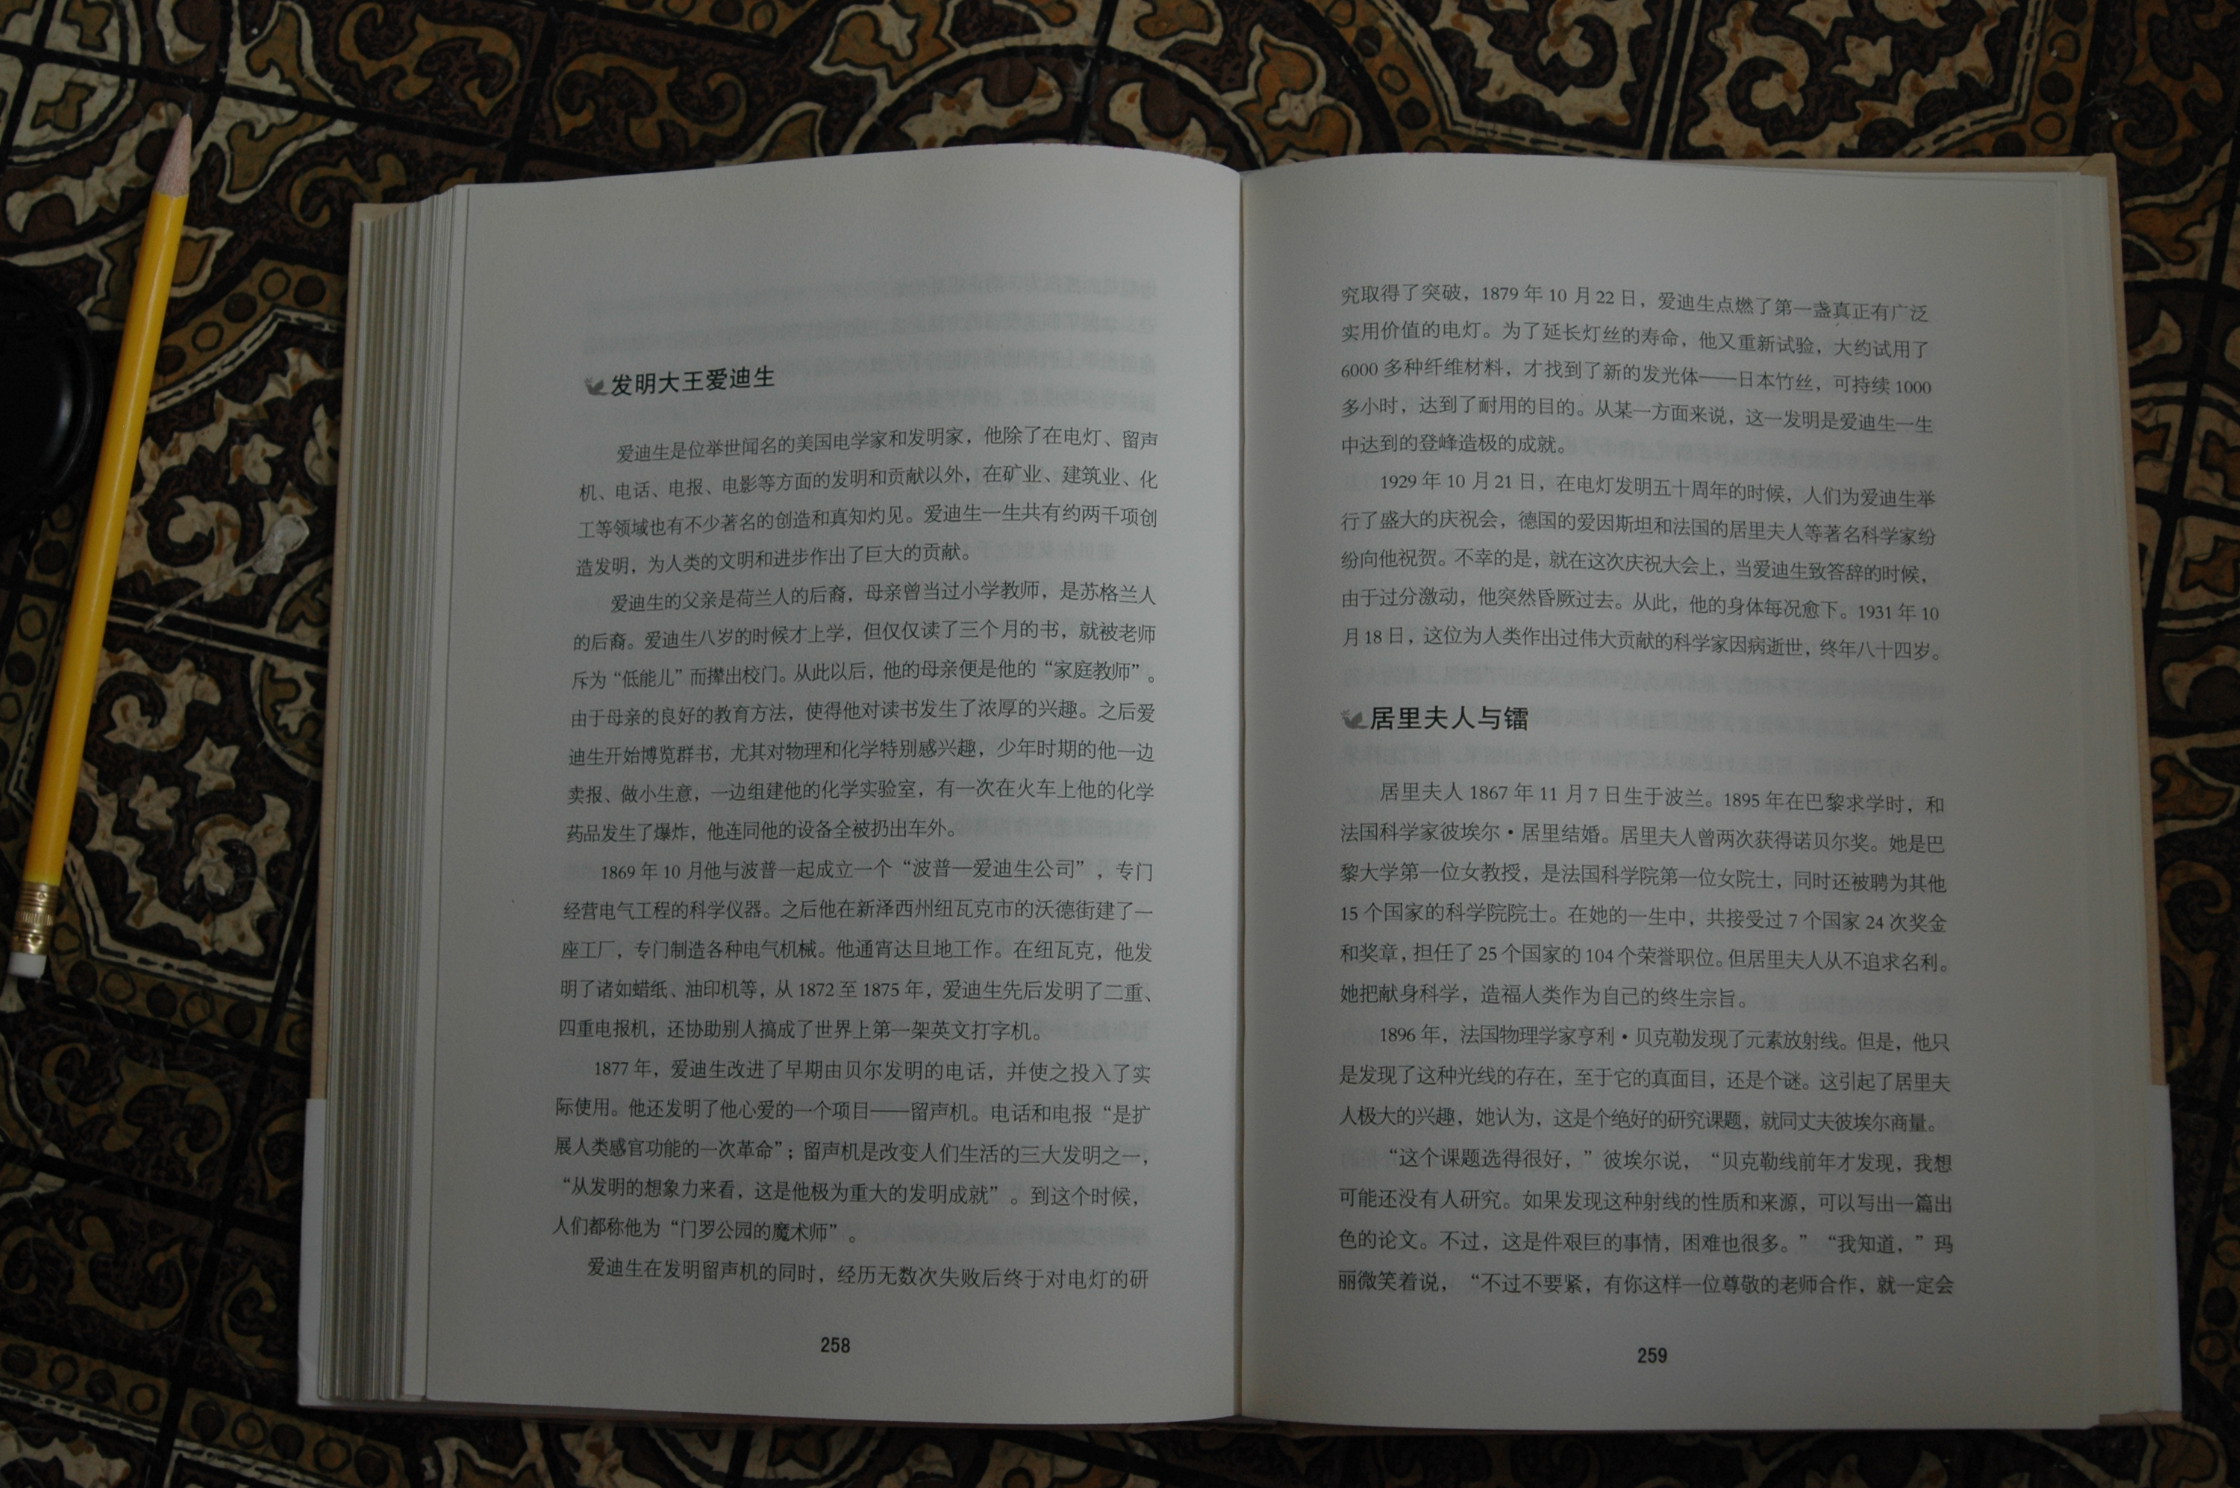 发明大王爱迪生
爱迪生是位举世闻名的美国电学家和发明家，他除了在电灯、留声
机、电话、电报、电影等方面的发明和贡献以外，在矿业、建筑业、化
工等领域也有不少著名的创造和真知灼见。爱迪生一生共有约两千项创
造发明，为人类的文明和进步作出了巨大的贡献。
爱迪生的父亲是荷兰人的后裔，母亲曾当过小学教师，是苏格兰人
的后裔。爱迪生八岁的时候才上学，但仅仅读了三个月的书，就被老师
斥为“低能儿”而撵出校门。从此以后，他的母亲便是他的“家庭教师”。
由于母亲的良好的教育方法，使得他对读书发生了浓厚的兴趣。之后爱
迪生开始博览群书，尤其对物理和化学特别感兴趣，少年时期的他一边
卖报、做小生意，一边组建他的化学实验室，有一次在火车上他的化学
药品发生了爆炸，他连同他的设备全被扔出车外。
1869年10月他与波普一起成立一个“波普—爱迪生公司”，专门
经营电气工程的科学仪器。之后他在新泽西州纽瓦克市的沃德街建了一
座工厂，专门制造各种电气机械。他通宵达旦地工作。在纽瓦克，他发
明了诸如蜡纸、油印机等，从1872至1875年，爱迪生先后发明了二重、
四重电报机，还协助别人搞成了世界上第一架英文打字机。
1877年，爱迪生改进了早期由贝尔发明的电话，并使之投入了实
际使用。他还发明了他心爱的一个项目——留声机。电话和电报“是扩
展人类感官功能的一次革命”；留声机是改变人们生活的三大发明之一，
“从发明的想象力来看，这是他极为重大的发明成就”。到这个时候，
人们都称他为“门罗公园的魔术师”。
爱迪生在发明留声机的同时，经历无数次失败后终于对电灯的研
258
究取得了突破，1879年10月22日，爱迪生点燃了第一盏真正有广泛
实用价值的电灯。为了延长灯丝的寿命，他又重新试验，大约试用了
6000多种纤维材料，才找到了新的发光体——日本竹丝，可持续1000
多小时，达到了耐用的目的。从某一方面来说，这一发明是爱迪生一生
中达到的登峰造极的成就。
1929年10月21日，在电灯发明五十周年的时候，人们为爱迪生举
行了盛大的庆祝会，德国的爱因斯坦和法国的居里夫人等著名科学家纷
纷向他祝贺。不幸的是，就在这次庆祝大会上，当爱迪生致答辞的时候，
由于过分激动，他突然昏厥过去。从此，他的身体每况愈下。1931年10
月18日，这位为人类作出过伟大贡献的科学家因病逝世，终年八十四岁。
居里夫人与镭
居里夫人1867年11月7日生于波兰。1895年在巴黎求学时，和
法国科学家彼埃尔·居里结婚。居里夫人曾两次获得诺贝尔奖。她是巴
黎大学第一位女教授，是法国科学院第一位女院士，同时还被聘为其他
15个国家的科学院院士。在她的一生中，共接受过7个国家24次奖金
和奖章，担任了25个国家的104个荣誉职位。但居里夫人从不追求名利。
她把献身科学，造福人类作为自己的终生宗旨。
1896年，法国物理学家亨利·贝克勒发现了元素放射线。但是，他只
是发现了这种光线的存在，至于它的真面目，还是个谜。这引起了居里夫
人极大的兴趣，她认为，这是个绝好的研究课题，就同丈夫彼埃尔商量。
“这个课题选得很好，”彼埃尔说，“贝克勒线前年才发现，我想
可能还没有人研究。如果发现这种射线的性质和来源，可以写出一篇出
色的论文。不过，这是件艰巨的事情，困难也很多。”“我知道，”玛
丽微笑着说，“不过不要紧，有你这样一位尊敬的老师合作，就一定会
259